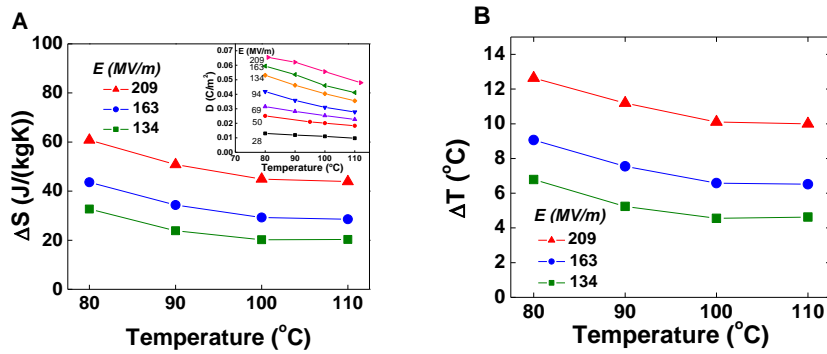 A
100
80
60
40
20
0
ΔS (J/(kgK))
80 90 100 110
Temperature (°C)
E (MV/m)
209
163
134
0.07
0.06
0.05
0.04
0.03
0.02
0.01
0.00
D (C/m²)
E (MV/m)
209
163
134
94
69
50
28
70 80 90 100 110
Temperature (°C)
B
14
12
10
8
6
4
2
0
ΔT (°C)
80 90 100 110
Temperature (°C)
E (MV/m)
209
163
134